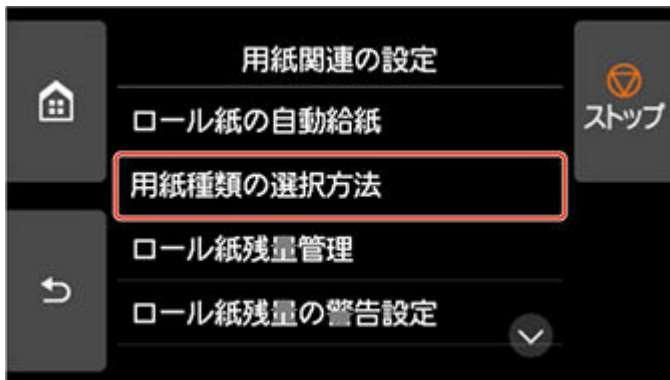 用紙関連の設定
ロール紙の自動給紙
用紙種類の選択方法
ロール紙残量管理
ロール紙残量の警告設定
ストップ